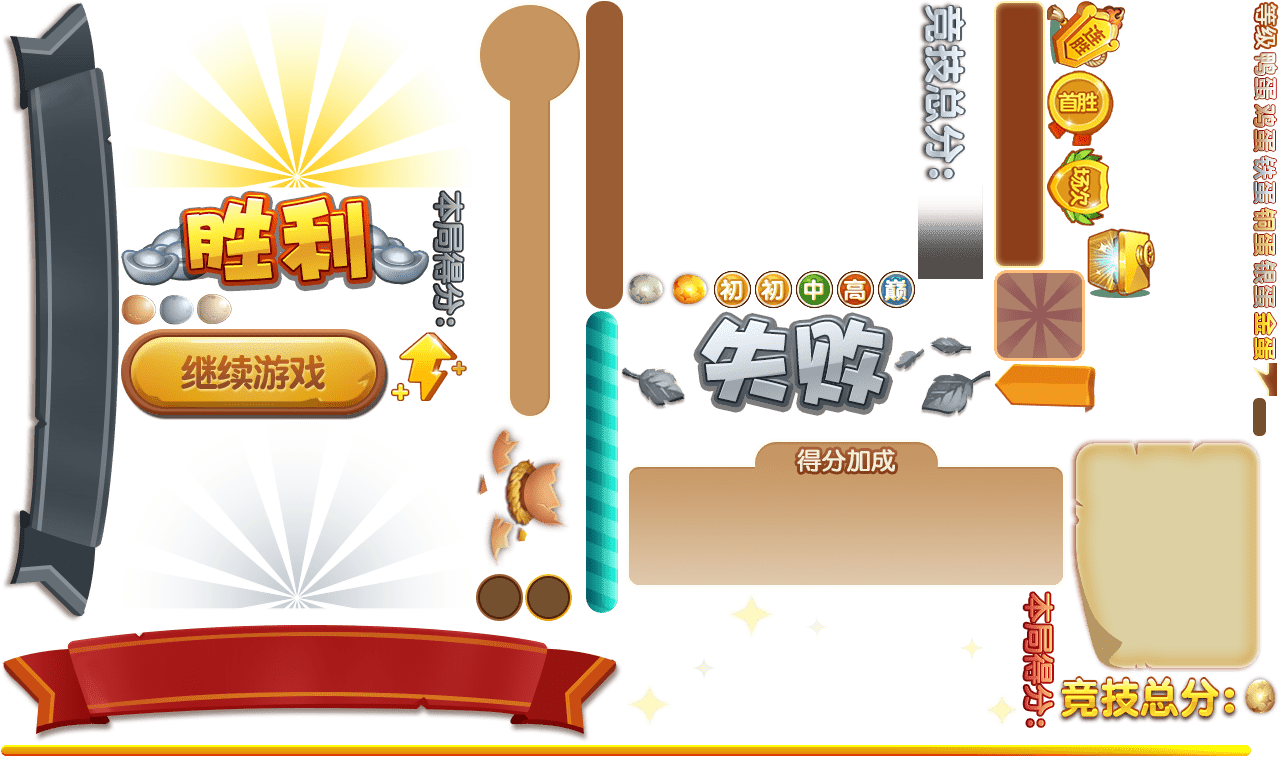 胜利
本局得分:
继续游戏
竞技总分:
连胜
胜笛
场次
等级 鸭蛋 鸡蛋 铁蛋 铜蛋 银蛋 金蛋
初
初
中
高
巅
失败
得分加成
本局得分:
竞技总分: